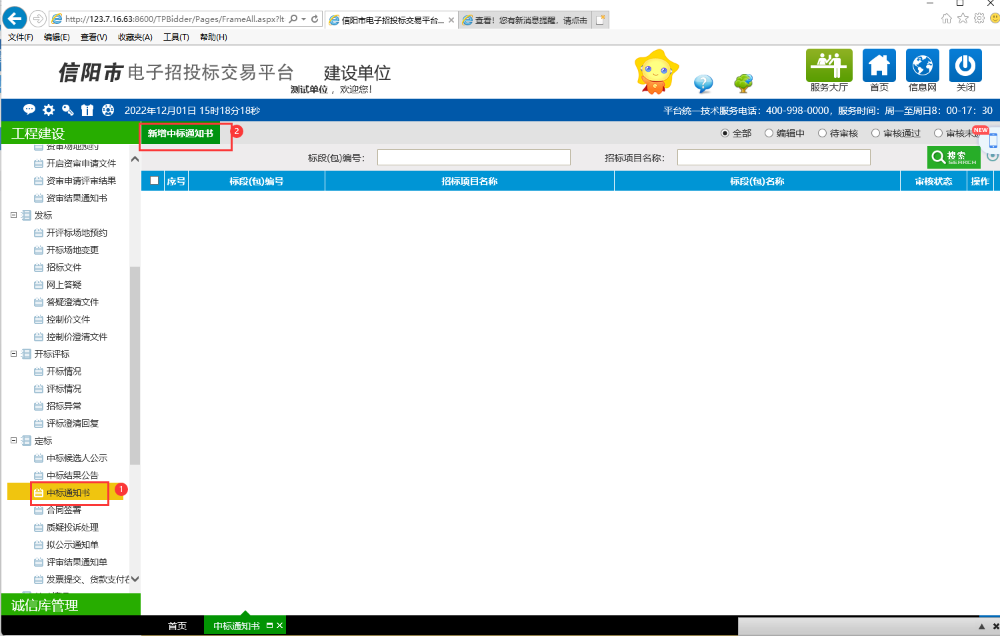 http://123.7.16.63:8600/TPBidder/Pages/FrameAll.aspx?lt
信阳市电子招投标交易平台...
查看！您有新消息提醒，请点击
文件(F) 编辑(E) 查看(V) 收藏夹(A) 工具(T) 帮助(H)
信阳市 电子招投标交易平台 建设单位
测试单位 ，欢迎您!
服务大厅 首页 信息网 关闭
2022年12月01日 15时18分18秒
平台统一技术服务电话：400-998-0000，服务时间：周一至周日8：00-17：30
工程建设
新增中标通知书 2
全部 编辑中 待审核 审核通过 审核未
NEW
标段(包)编号： 招标项目名称： 搜索 SEARCH
序号 标段(包)编号 招标项目名称 标段(包)名称 审核状态 操作
资审场地预约
开启资审申请文件
资审申请评审结果
资审结果通知书
发标
开评标场地预约
开标场地变更
招标文件
网上答疑
答疑澄清文件
控制价文件
控制价澄清文件
开标评标
开标情况
评标情况
招标异常
评标澄清回复
定标
中标候选人公示
中标结果公告
中标通知书 1
合同签署
质疑投诉处理
拟公示通知单
评审结果通知单
发票提交、货款支付在
诚信库管理
首页 中标通知书